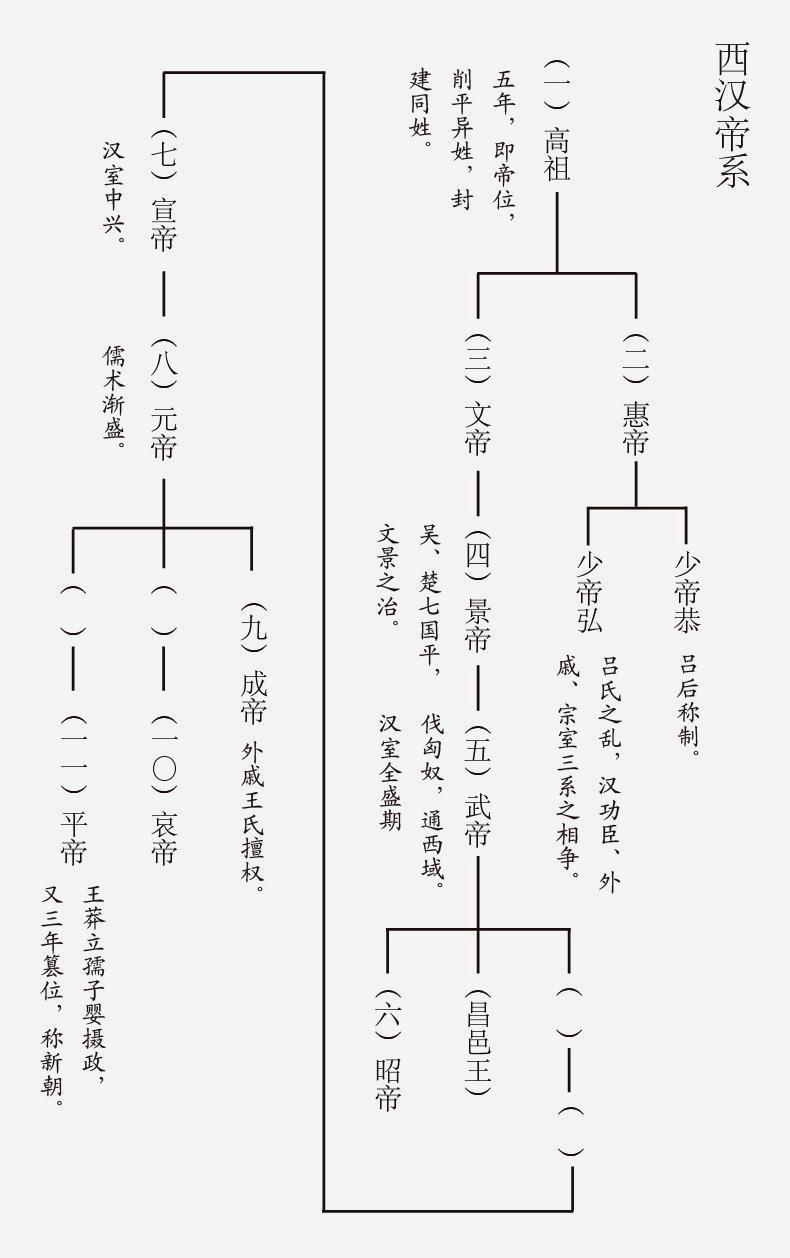 西汉帝系
（一）高祖
五年，即帝位，
削平异姓，封
建同姓。
（二）惠帝
少帝恭
吕后称制。
少帝弘
吕氏之乱，汉功臣、外
戚、宗室三系之相争。
（三）文帝
（四）景帝
吴、楚七国平，
文景之治。
（五）武帝
伐匈奴，通西域。
汉室全盛期
（ ）
（ ）
（昌邑王）
（六）昭帝
（七）宣帝
汉室中兴。
（八）元帝
儒术渐盛。
（九）成帝
外戚王氏擅权。
（ ）
（一〇）哀帝
（ ）
（一一）平帝
王莽立孺子婴摄政，
又三年篡位，称新朝。